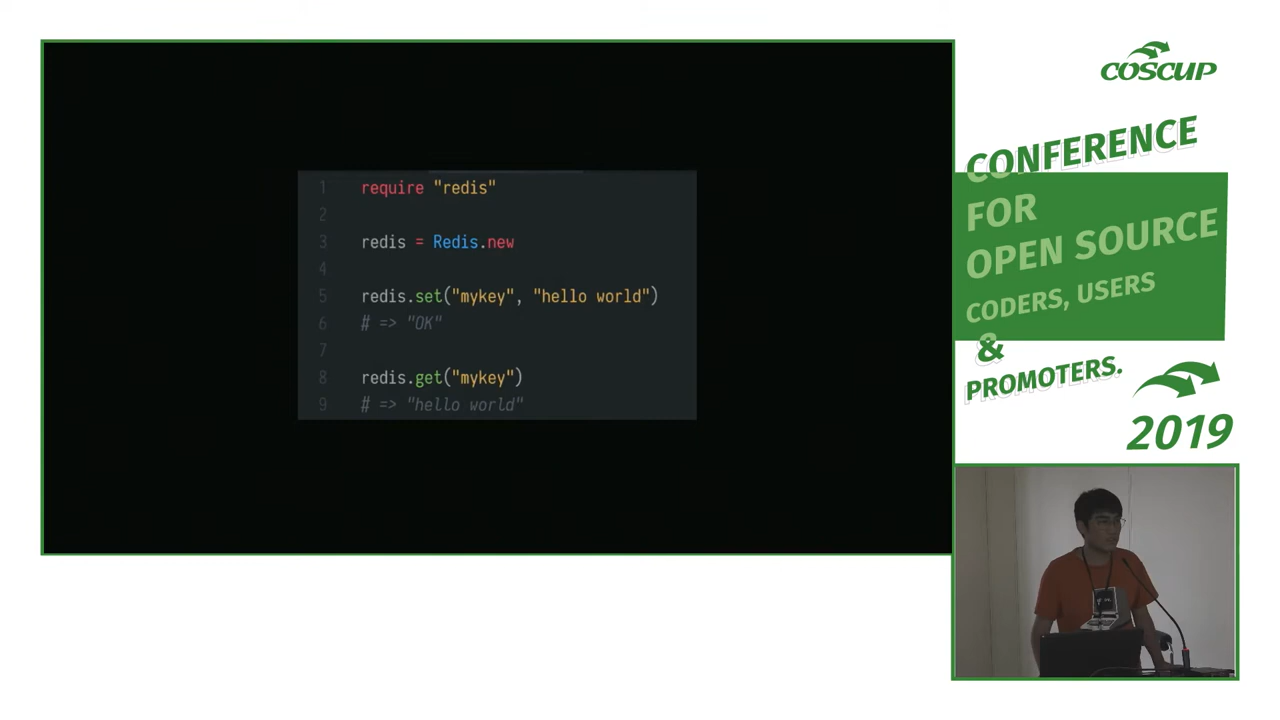 1 require "redis"
2
3 redis = Redis.new
4
5 redis.set("mykey", "hello world")
6 # => "OK"
7
8 redis.get("mykey")
9 # => "hello world"
COSCUP
CONFERENCE
FOR
OPEN SOURCE
CODERS, USERS
&
PROMOTERS.
2019